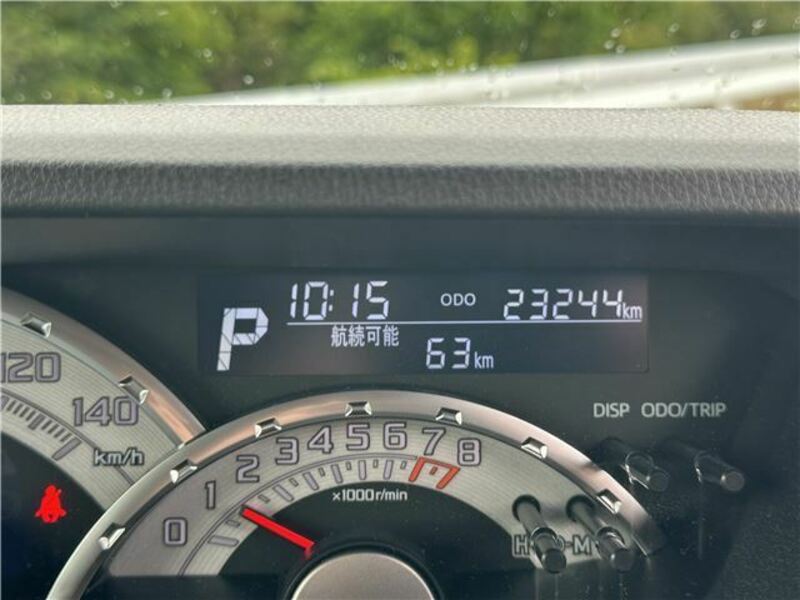 10:15 ODO 23244km
航続可能
63km
P
DISP ODO/TRIP
120
140
km/h
0 1 2 3 4 5 6 7 8
×1000r/min